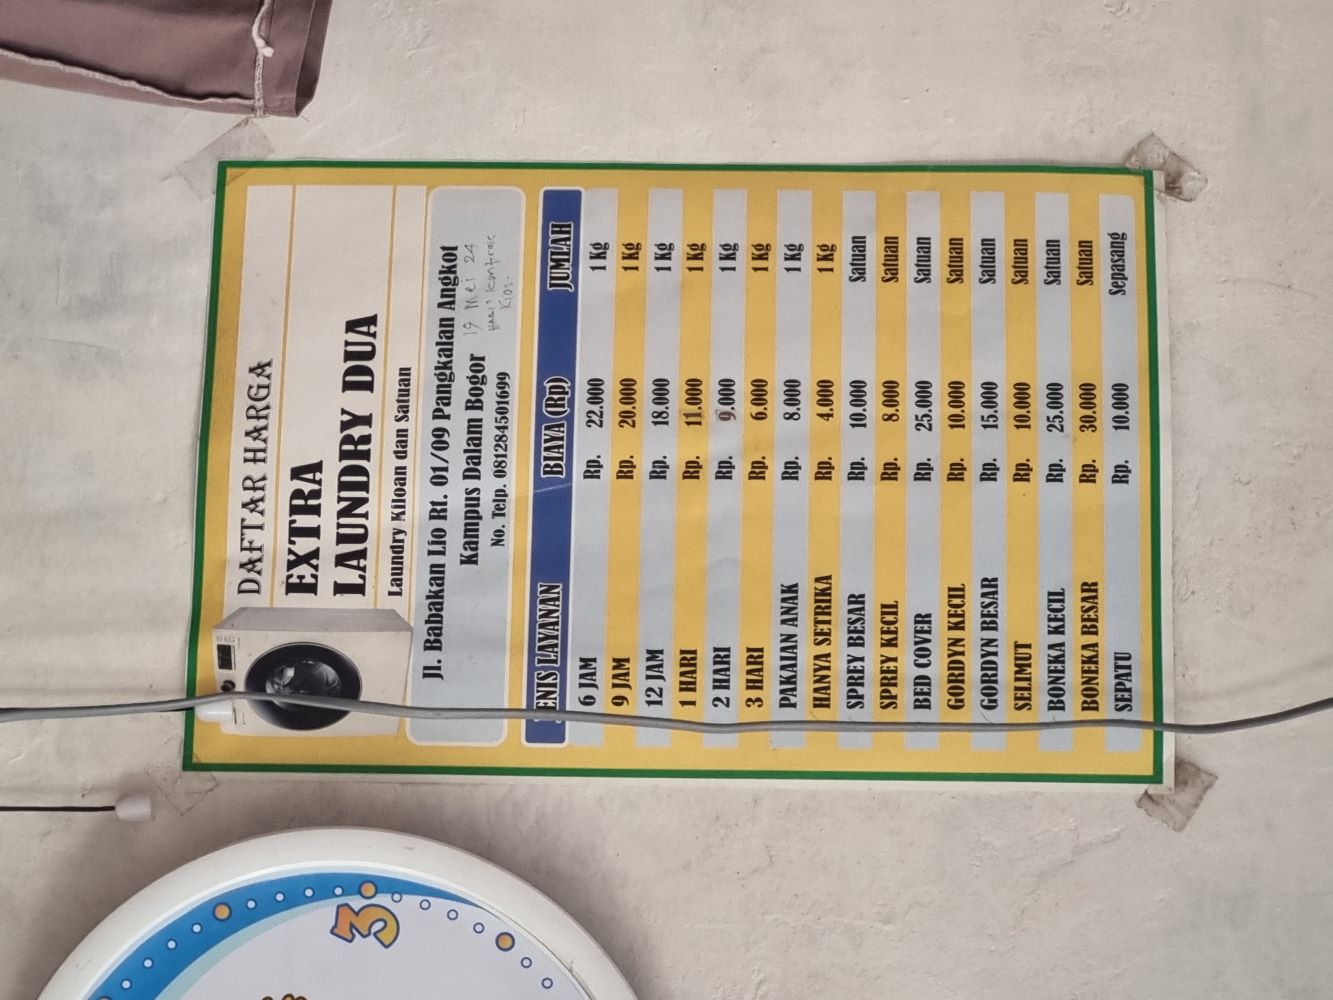 3
DAFTAR HARGA
EXTRA
LAUNDRY DUA
Laundry Kiloan dan Satuan
Jl. Babakan Lio Rt. 01/09 Pangkalan Angkot
Kampus Dalam Bogor
19 Mei 24
No. Telp. 081284501699
kontrak
Kios.
ENIS LAYANAN BIAYA (Rp) JUMLAH
6 JAM Rp. 22.000 1 Kg
9 JAM Rp. 20.000 1 Kg
12 JAM Rp. 18.000 1 Kg
1 HARI Rp. 11.000 1 Kg
2 HARI Rp. 9.000 1 Kg
3 HARI Rp. 6.000 1 Kg
PAKAIAN ANAK Rp. 8.000 1 Kg
HANYA SETRIKA Rp. 4.000 1 Kg
SPREY BESAR Rp. 10.000 Satuan
SPREY KECIL Rp. 8.000 Satuan
BED COVER Rp. 25.000 Satuan
GORDYN KECIL Rp. 10.000 Satuan
GORDYN BESAR Rp. 15.000 Satuan
SELIMUT Rp. 10.000 Satuan
BONEKA KECIL Rp. 25.000 Satuan
BONEKA BESAR Rp. 30.000 Satuan
SEPATU Rp. 10.000 Sepasang